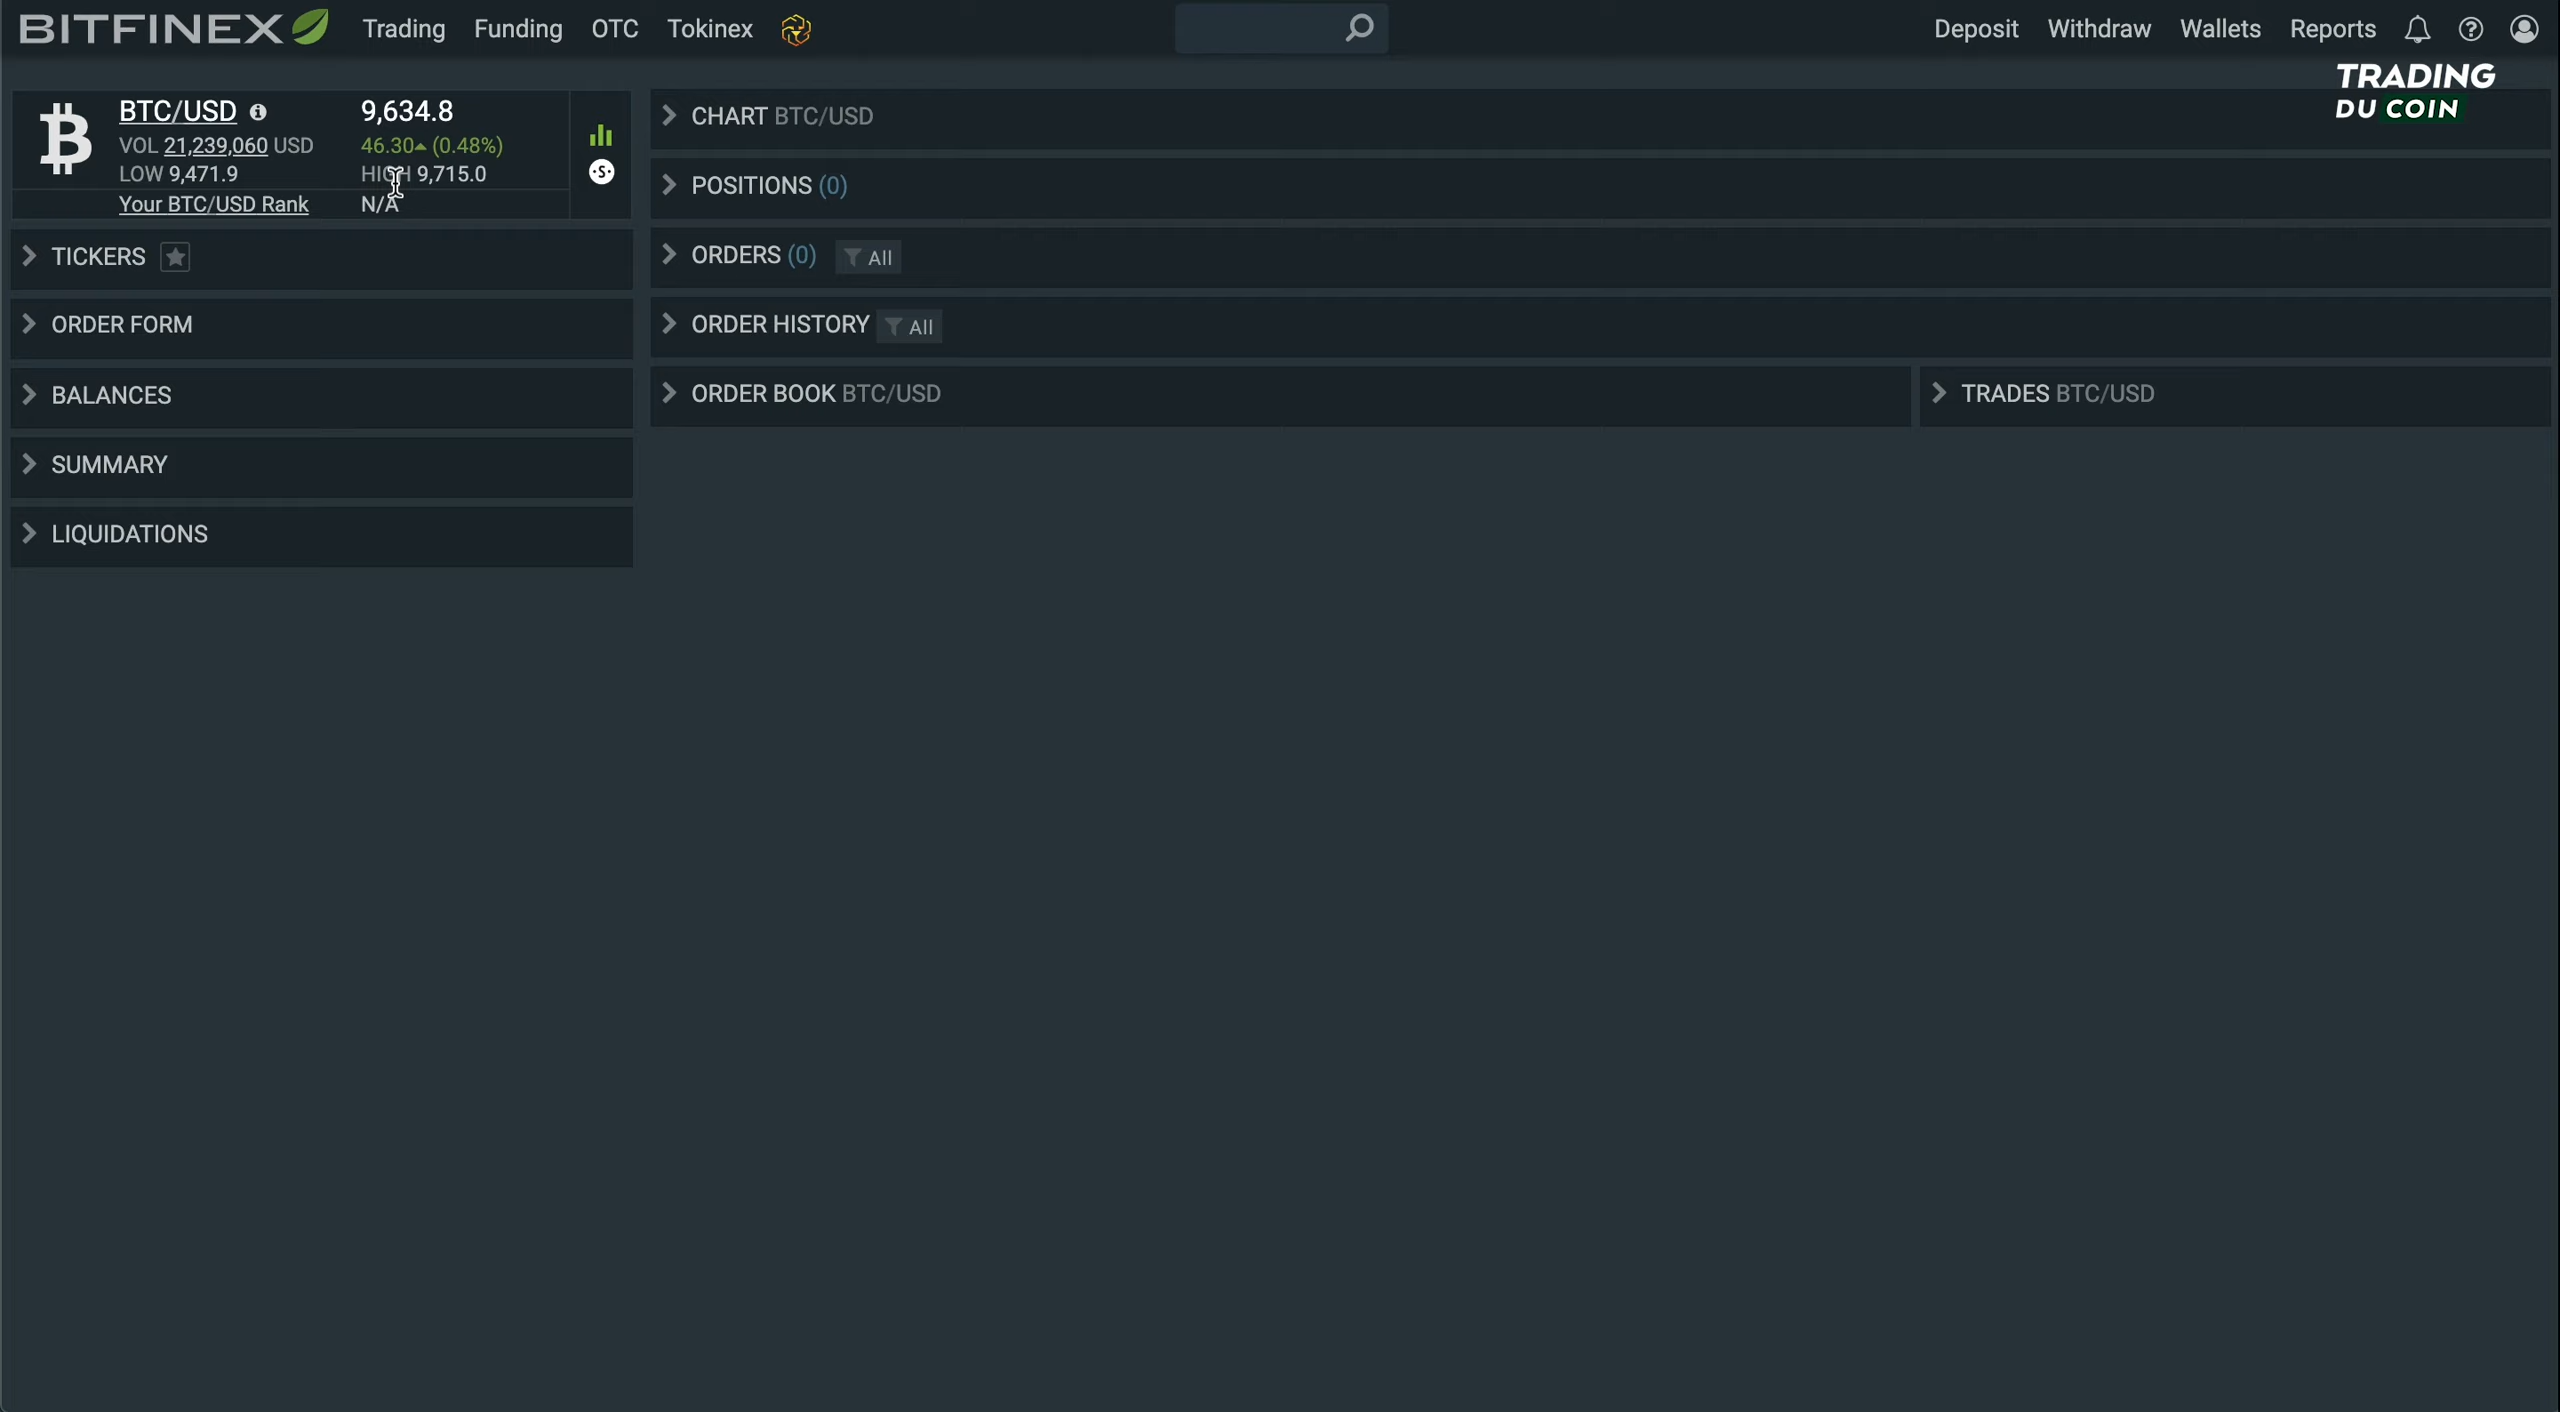 BITFINEX Trading Funding OTC Tokinex Deposit Withdraw Wallets Reports
TRADING
DU COIN
BTC/USD 9,634.8
VOL 21,239,060 USD 46.30 (0.48%)
LOW 9,471.9 HIGH 9,715.0
Your BTC/USD Rank N/A
TICKERS
ORDER FORM
BALANCES
SUMMARY
LIQUIDATIONS
CHART BTC/USD
POSITIONS (0)
ORDERS (0) All
ORDER HISTORY All
ORDER BOOK BTC/USD
TRADES BTC/USD